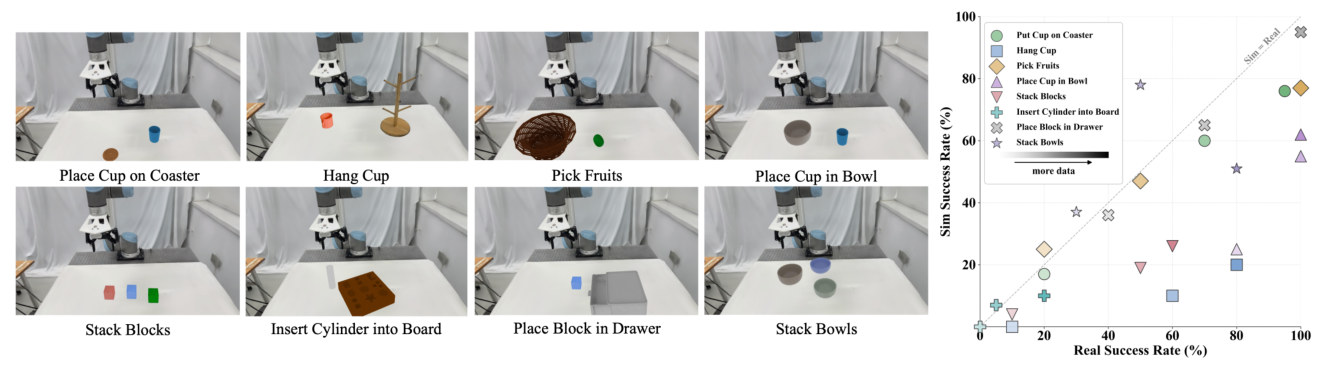 Place Cup on Coaster
Hang Cup
Pick Fruits
Place Cup in Bowl
Stack Blocks
Insert Cylinder into Board
Place Block in Drawer
Stack Bowls
Sim Success Rate (%)
100
80
60
40
20
Put Cup on Coaster
Hang Cup
Pick Fruits
Place Cup in Bowl
Stack Blocks
Insert Cylinder into Board
Place Block in Drawer
Stack Bowls
more data
Sim = Real
0 20 40 60 80 100
Real Success Rate (%)